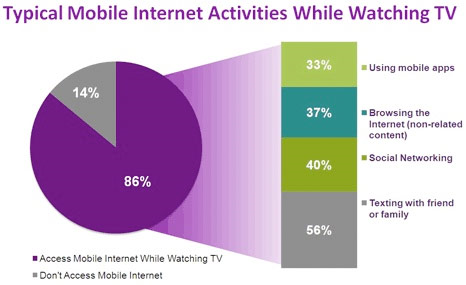 Typical Mobile Internet Activities While Watching TV
14%
86%
33%
Using mobile apps
37%
Browsing the
Internet (non-related
content)
40%
Social Networking
56%
Texting with friend
or family
Access Mobile Internet While Watching TV
Don't Access Mobile Internet